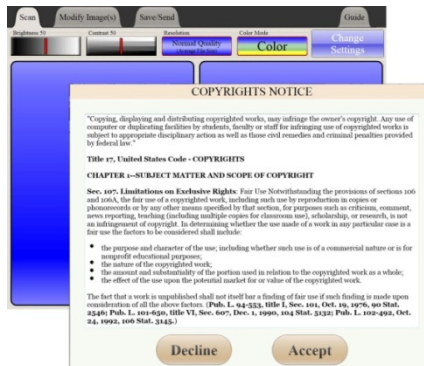 Scan Modify Image(s) Save/Send Guide
Brightness 50 Contrast 50 Resolution Color Mode
Normal Quality Color Change
Settings
COPYRIGHTS NOTICE
"Copying, displaying and distributing copyrighted works, may infringe the owner's copyright. Any use of
computer or duplicating facilities by students, faculty or staff for infringing use of copyrighted works is
subject to appropriate disciplinary action as well as those civil remedies and criminal penalties provided
by federal law."
Title 17, United States Code - COPYRIGHTS
CHAPTER 1--SUBJECT MATTER AND SCOPE OF COPYRIGHT
Sec. 107. Limitations on Exclusive Rights: Fair Use Notwithstanding the provisions of sections 106
and 106A, the fair use of a copyrighted work, including such use by reproduction in copies or
phonorecords or by any other means specified by that section, for purposes such as criticism, comment,
news reporting, teaching (including multiple copies for classroom use), scholarship, or research, is not
an infringement of copyright. In determining whether the use made of a work in any particular case is a
fair use the factors to be considered shall include:
• the purpose and character of the use; including whether such use is of a commercial nature or is for
nonprofit educational purposes;
• the nature of the copyrighted work;
• the amount and substantuality of the portion used in relation to the copyrighted work as a whole;
• the effect of the use upon the potential market for or value of the copyrighted work.
The fact that a work is unpublished shall not itself bar a finding of fair use if such finding is made upon
consideration of all the above factors. (Pub. L. 94-553, title I, Sec. 101, Oct. 19, 1976, 90 Stat.
2546; Pub. L. 101-650, title VI, Sec. 607, Dec. 1, 1990, 104 Stat. 5132; Pub. L. 102-492, Oct.
24, 1992, 106 Stat. 3145.)
Decline Accept